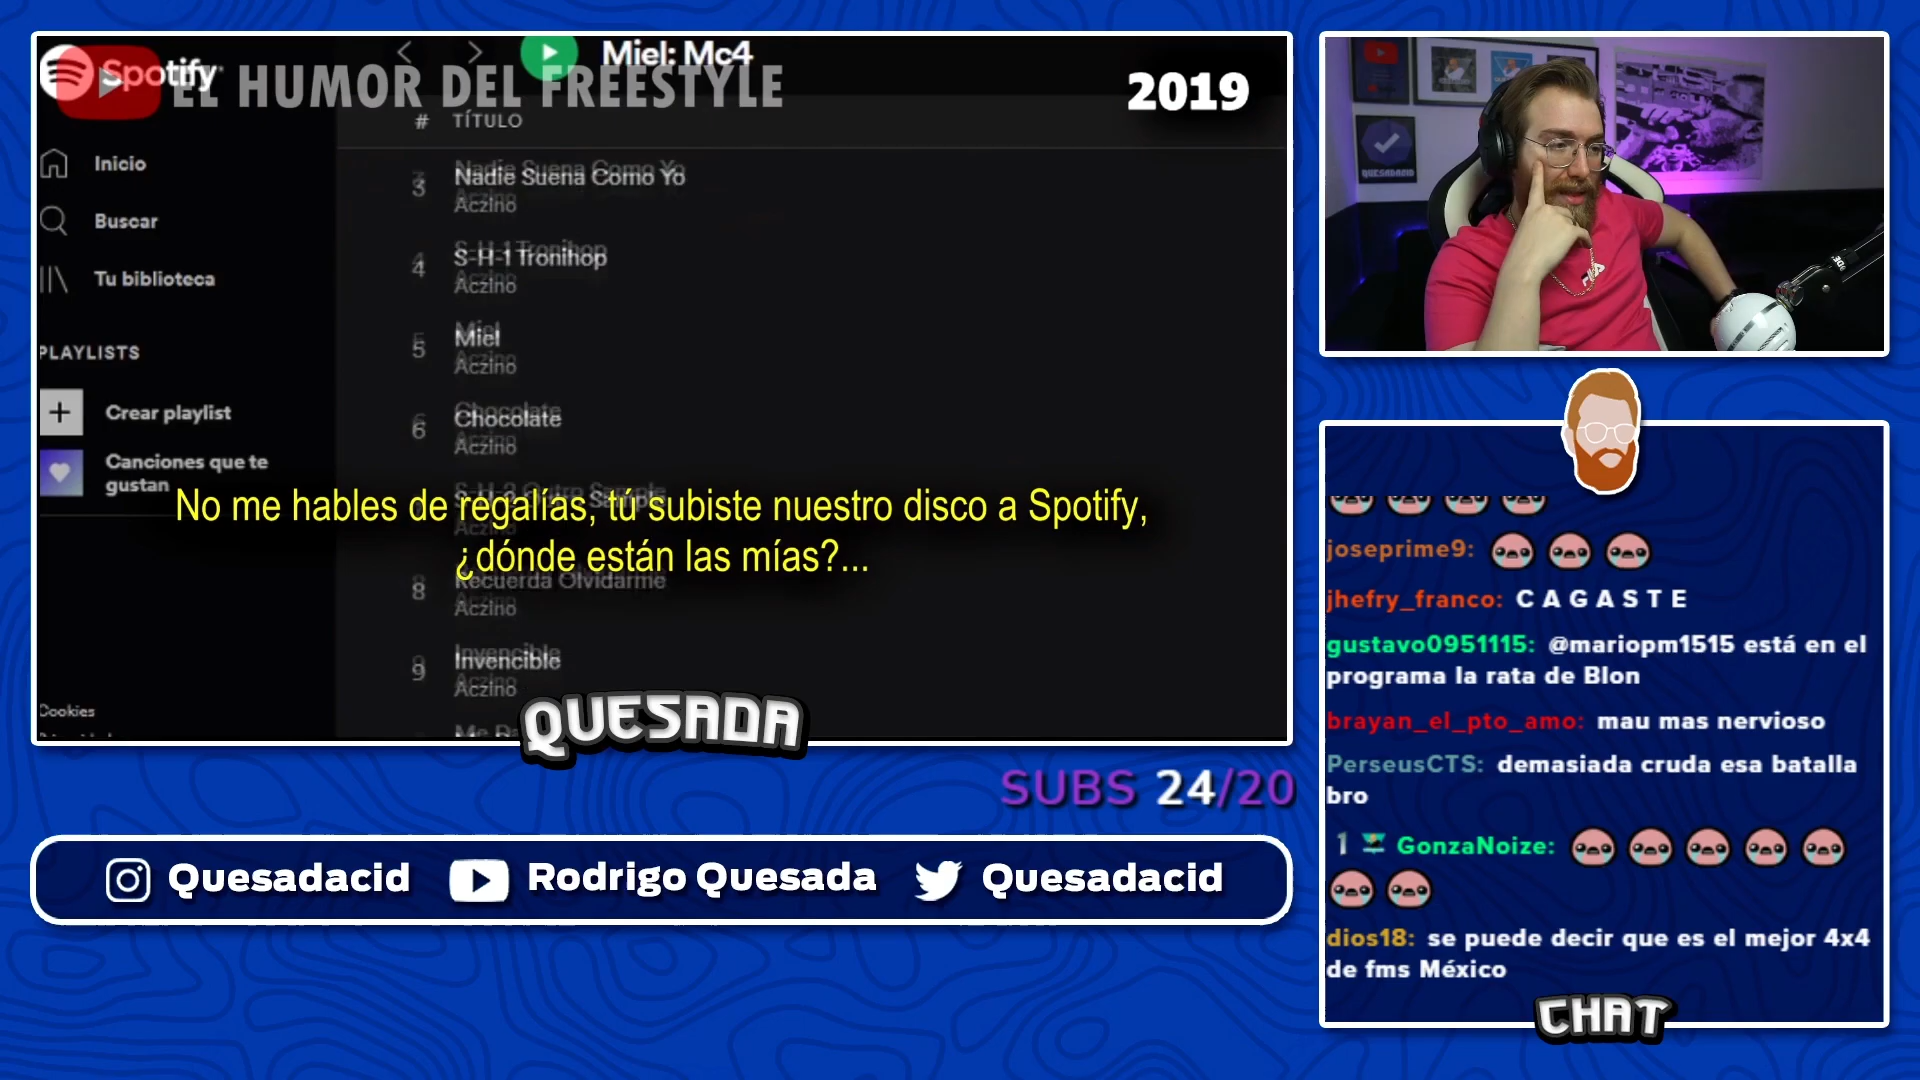 Spotify
Miel: Mc4
EL HUMOR DEL FREESTYLE
2019
# TÍTULO
Inicio
Buscar
Tu biblioteca
PLAYLISTS
Crear playlist
Canciones que te
gustan
3 Nadie Suena Como Yo
Aczino
4 S-H-1 Tronihop
Aczino
5 Miel
Aczino
6 Chocolate
Aczino
No me hables de regalías, tú subiste nuestro disco a Spotify,
¿dónde están las mías?...
8 Recuerda Olvidarme
Aczino
9 Invencible
Aczino
Cookies
QUESADA
SUBS 24/20
Quesadacid
Rodrigo Quesada
Quesadacid
QUESADACID
joseprime9:
jhefry_franco: C A G A S T E
gustavo0951115: @mariopm1515 está en el
programa la rata de Blon
brayan_el_pto_amo: mau mas nervioso
PerseusCTS: demasiada cruda esa batalla
bro
1 GonzaNoize:
dios18: se puede decir que es el mejor 4x4
de fms México
CHAT